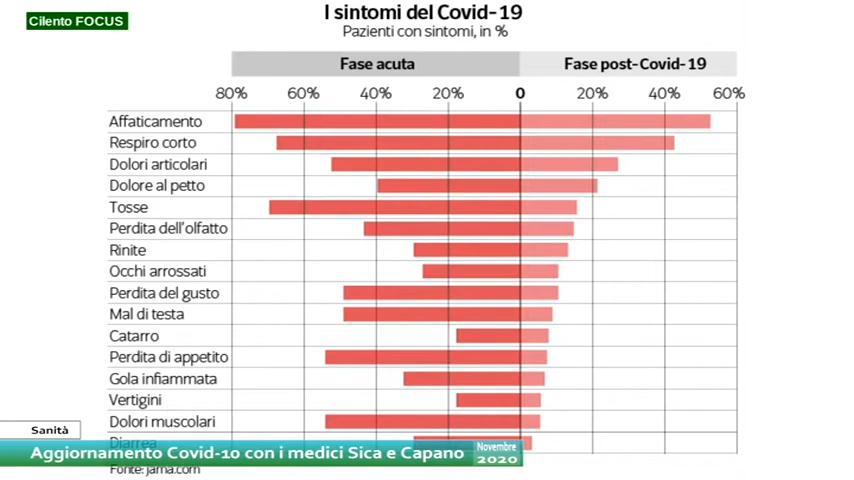 I sintomi del Covid-19
Cilento FOCUS
Pazienti con sintomi, in %
Fase acuta
Fase post-Covid-19
80% 60% 40% 20% 0 20% 40% 60%
Affaticamento
Respiro corto
Dolori articolari
Dolore al petto
Tosse
Perdita dell'olfatto
Rinite
Occhi arrossati
Perdita del gusto
Mal di testa
Catarro
Perdita di appetito
Gola infiammata
Vertigini
Dolori muscolari
Sanità
Diarrea
Aggiornamento Covid-10 con i medici Sica e Capano
Novembre
2020
Fonte: jama.com